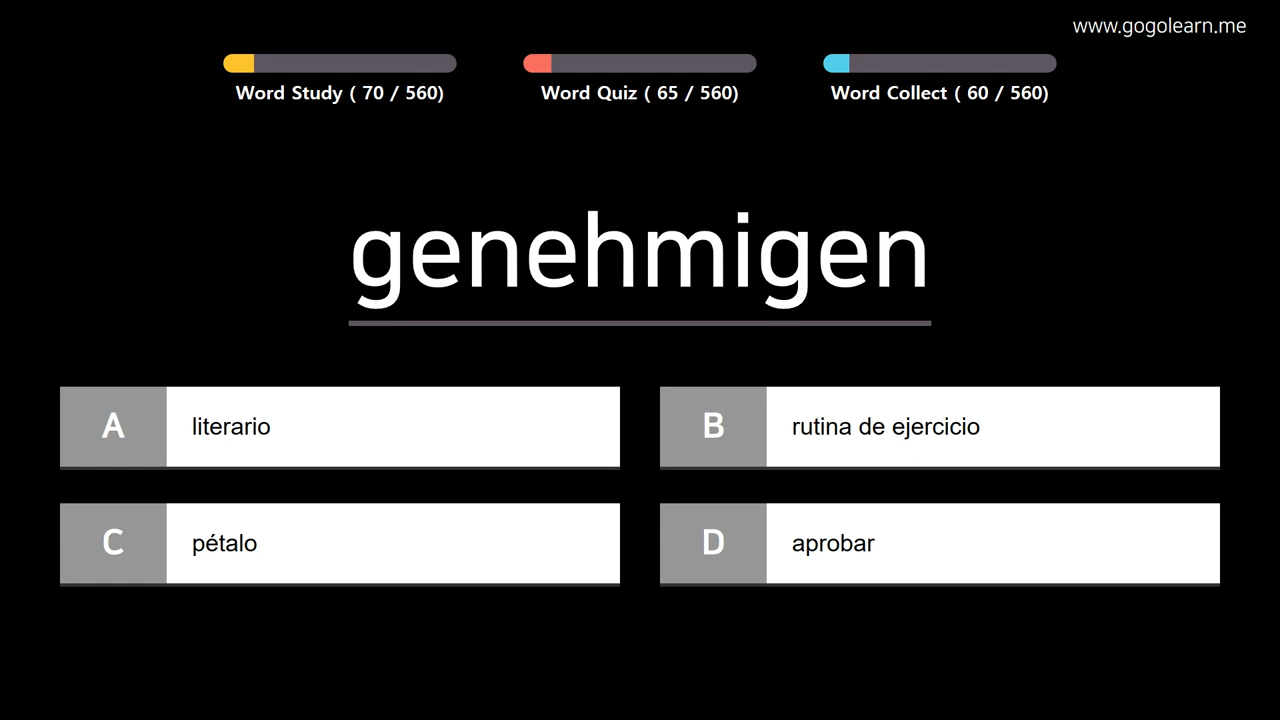 www.gogolearn.me
Word Study ( 70 / 560)
Word Quiz ( 65 / 560)
Word Collect ( 60 / 560)
genehmigen
A literario
B rutina de ejercicio
C pétalo
D aprobar